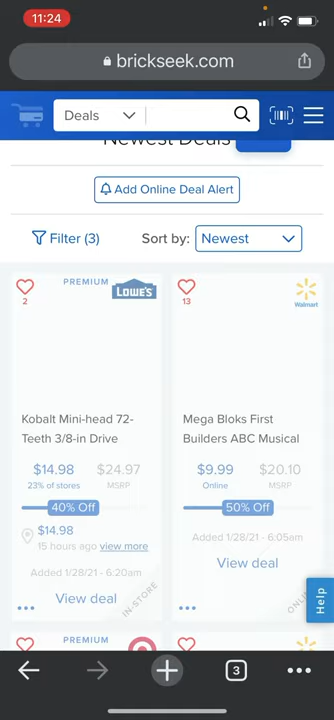 11:24
brickseek.com
Deals
Newest Deals
Add Online Deal Alert
Filter (3)
Sort by:
Newest
2
PREMIUM
LOWE'S
13
Walmart
Kobalt Mini-head 72-
Teeth 3/8-in Drive
$14.98
$24.97
23% of stores
MSRP
40% Off
$14.98
15 hours ago view more
Added 1/28/21 - 6:20am
View deal
IN-STORE
Mega Bloks First
Builders ABC Musical
$9.99
$20.10
Online
MSRP
50% Off
Added 1/28/21 - 6:05am
View deal
Help
PREMIUM
3